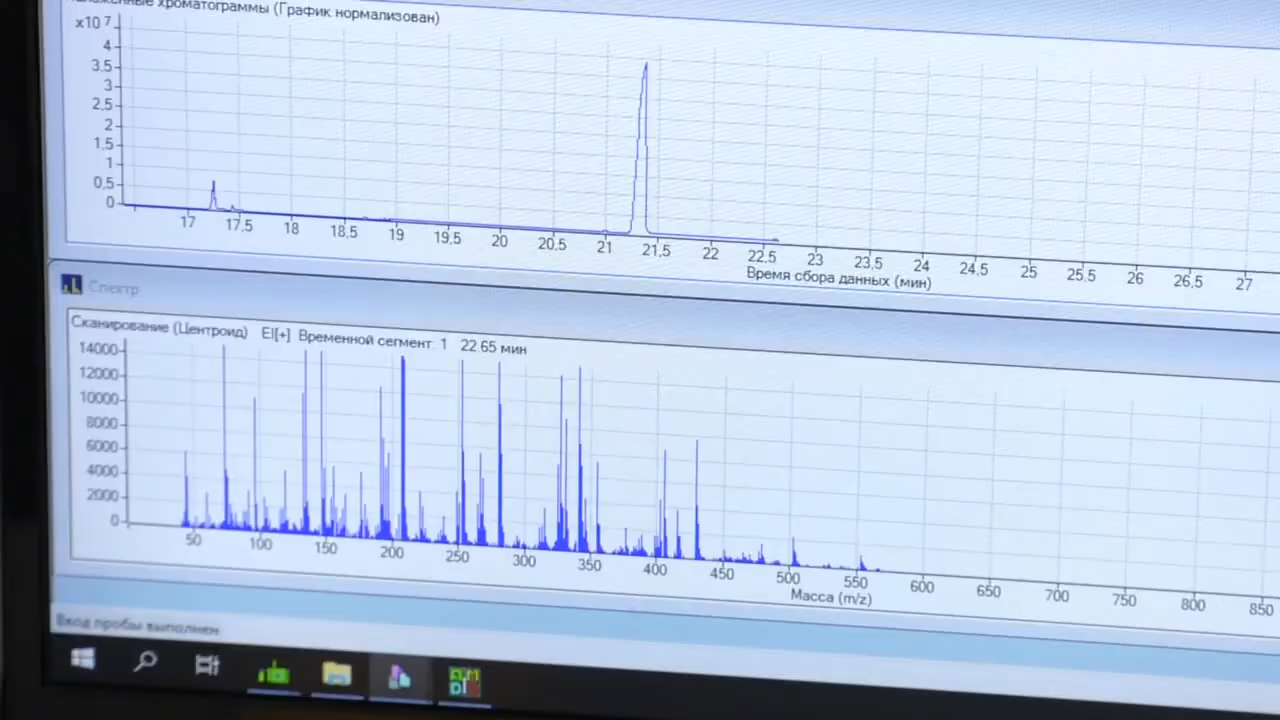 хроматограммы (График нормализован)
x10 7
4
3.5
3
2.5
2
1.5
1
0.5
0
17 17.5 18 18,5 19 19,5 20 20,5 21 21,5 22 22,5 23 23,5 24 24,5 25 25,5 26 26,5 27
Время сбора данных (мин)
Спектр
Сканирование (Центроид) EI[+] Временной сегмент: 1 22.65 мин
14000
12000
10000
8000
6000
4000
2000
0
50 100 150 200 250 300 350 400 450 500 550 600 650 700 750 800 850
Масса (m/z)
Ввод пробы выполнен